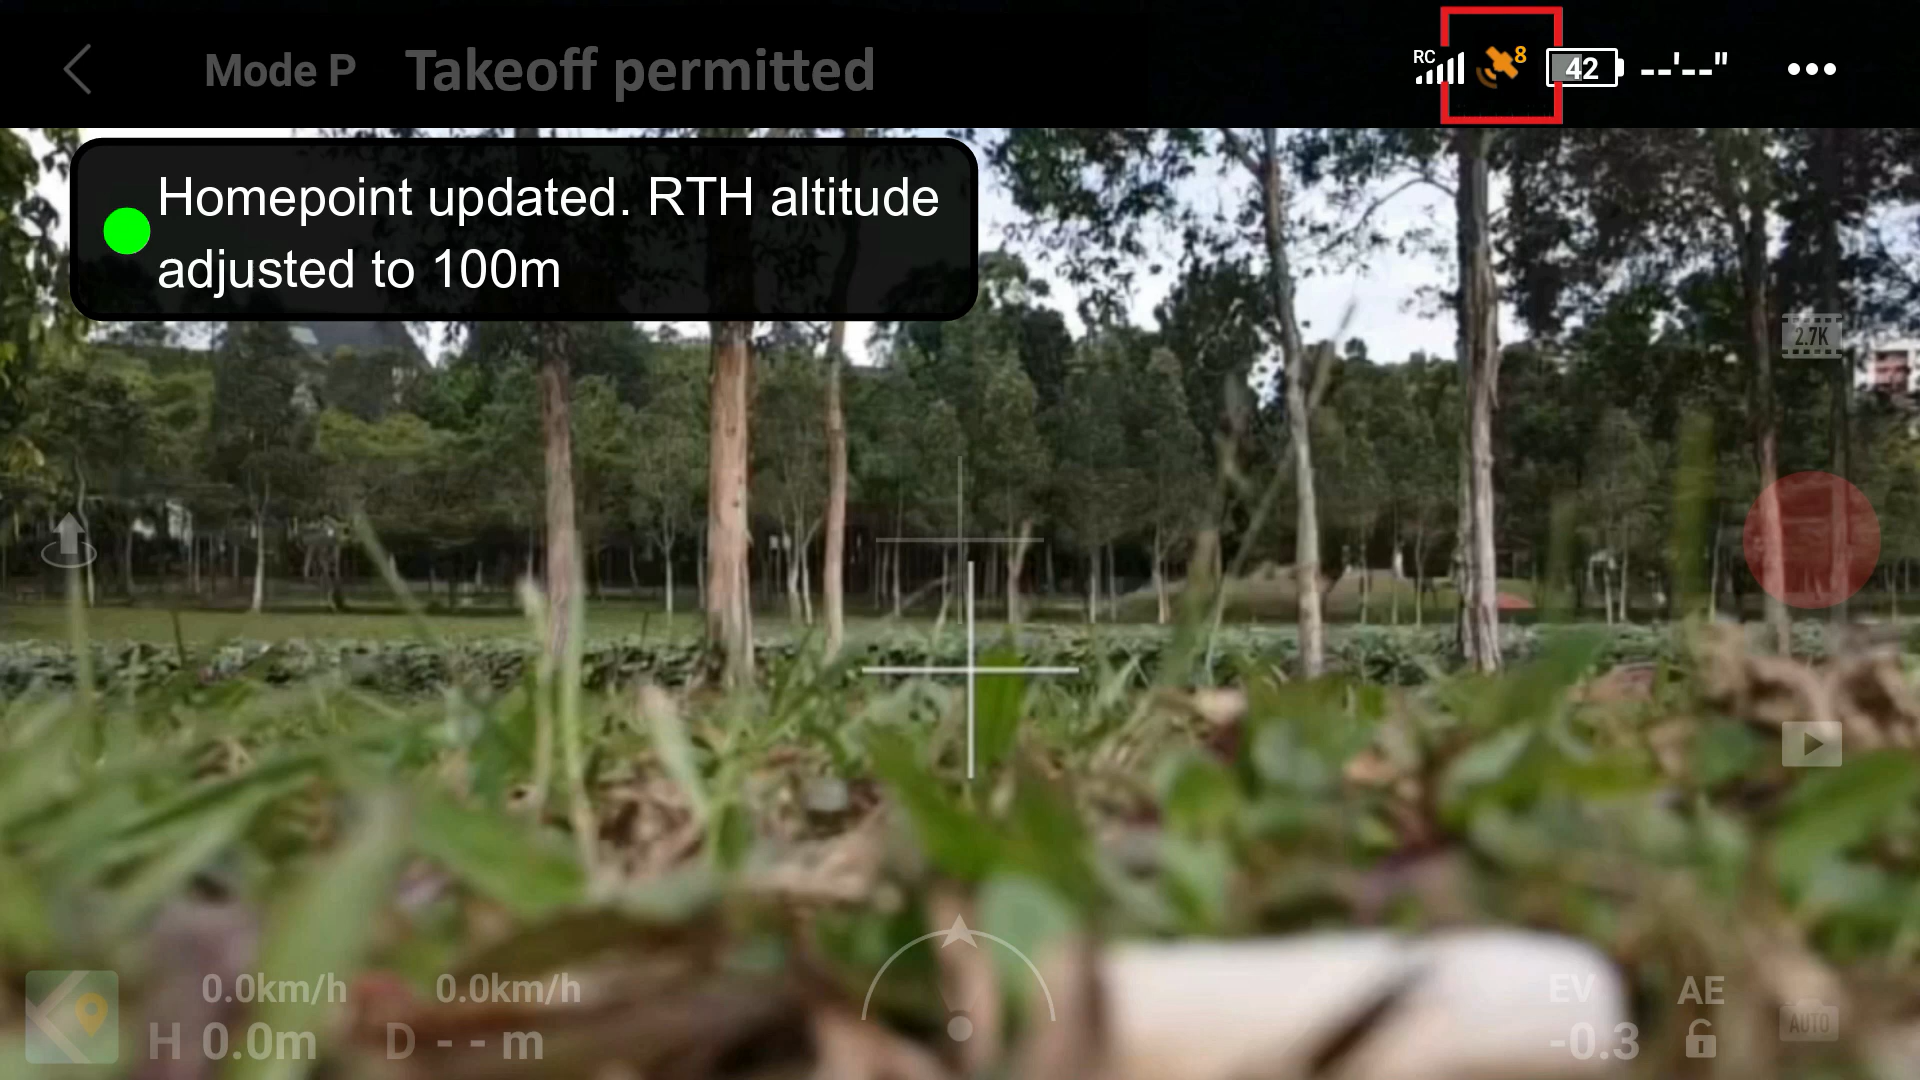 Mode P Takeoff permitted RC 8 42 --'--"
Homepoint updated. RTH altitude
adjusted to 100m
2.7K
0.0km/h 0.0km/h EV AE
H 0.0m D - - m -0.3 AUTO